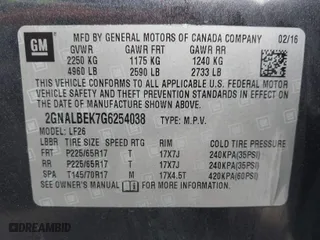 GM
MFD BY GENERAL MOTORS OF CANADA COMPANY 02/16
GVWR GAWR FRT GAWR RR
2250 KG 1175 KG 1240 KG
4960 LB 2590 LB 2733 LB
THIS VEHICLE CONFORMS TO ALL APPLICABLE U.S. FEDERAL MOTOR VEHICLE SAFETY AND THEFT PREVENTION STANDARDS IN EFFECT ON THE DATE OF MANUFACTURE SHOWN ABOVE.
2GNALBEK7G6254038 TYPE: M.P.V.
MODEL: LF26
LBB TIRE SIZE SPEED RTG RIM COLD TIRE PRESSURE
FRT P225/65R17 T 17X7J 240KPA(35PSI)
RR P225/65R17 T 17X7J 240KPA(35PSI)
SPA T145/70R17 M 17X4.5T 420KPA(60PSI)
SEE OWNER'S MANUAL FOR ADDITIONAL INFORMATION